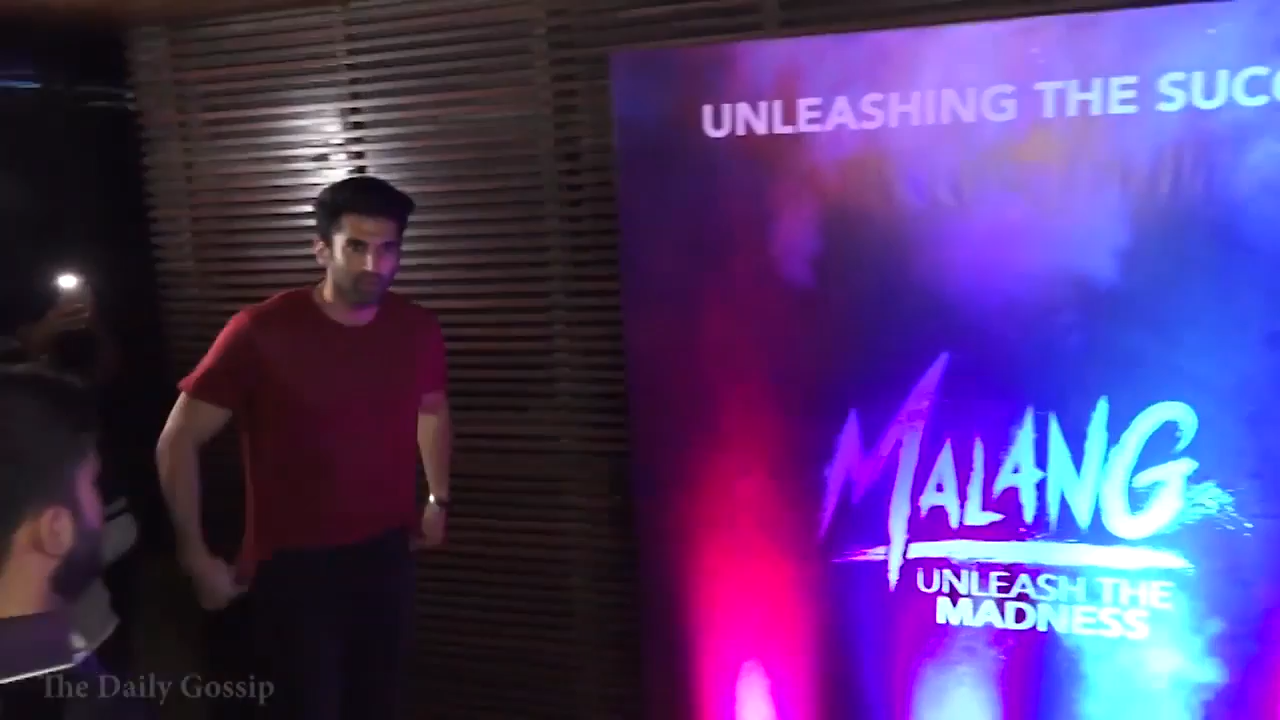 UNLEASHING THE SUCC
MALANG
UNLEASH THE
MADNESS
The Daily Gossip